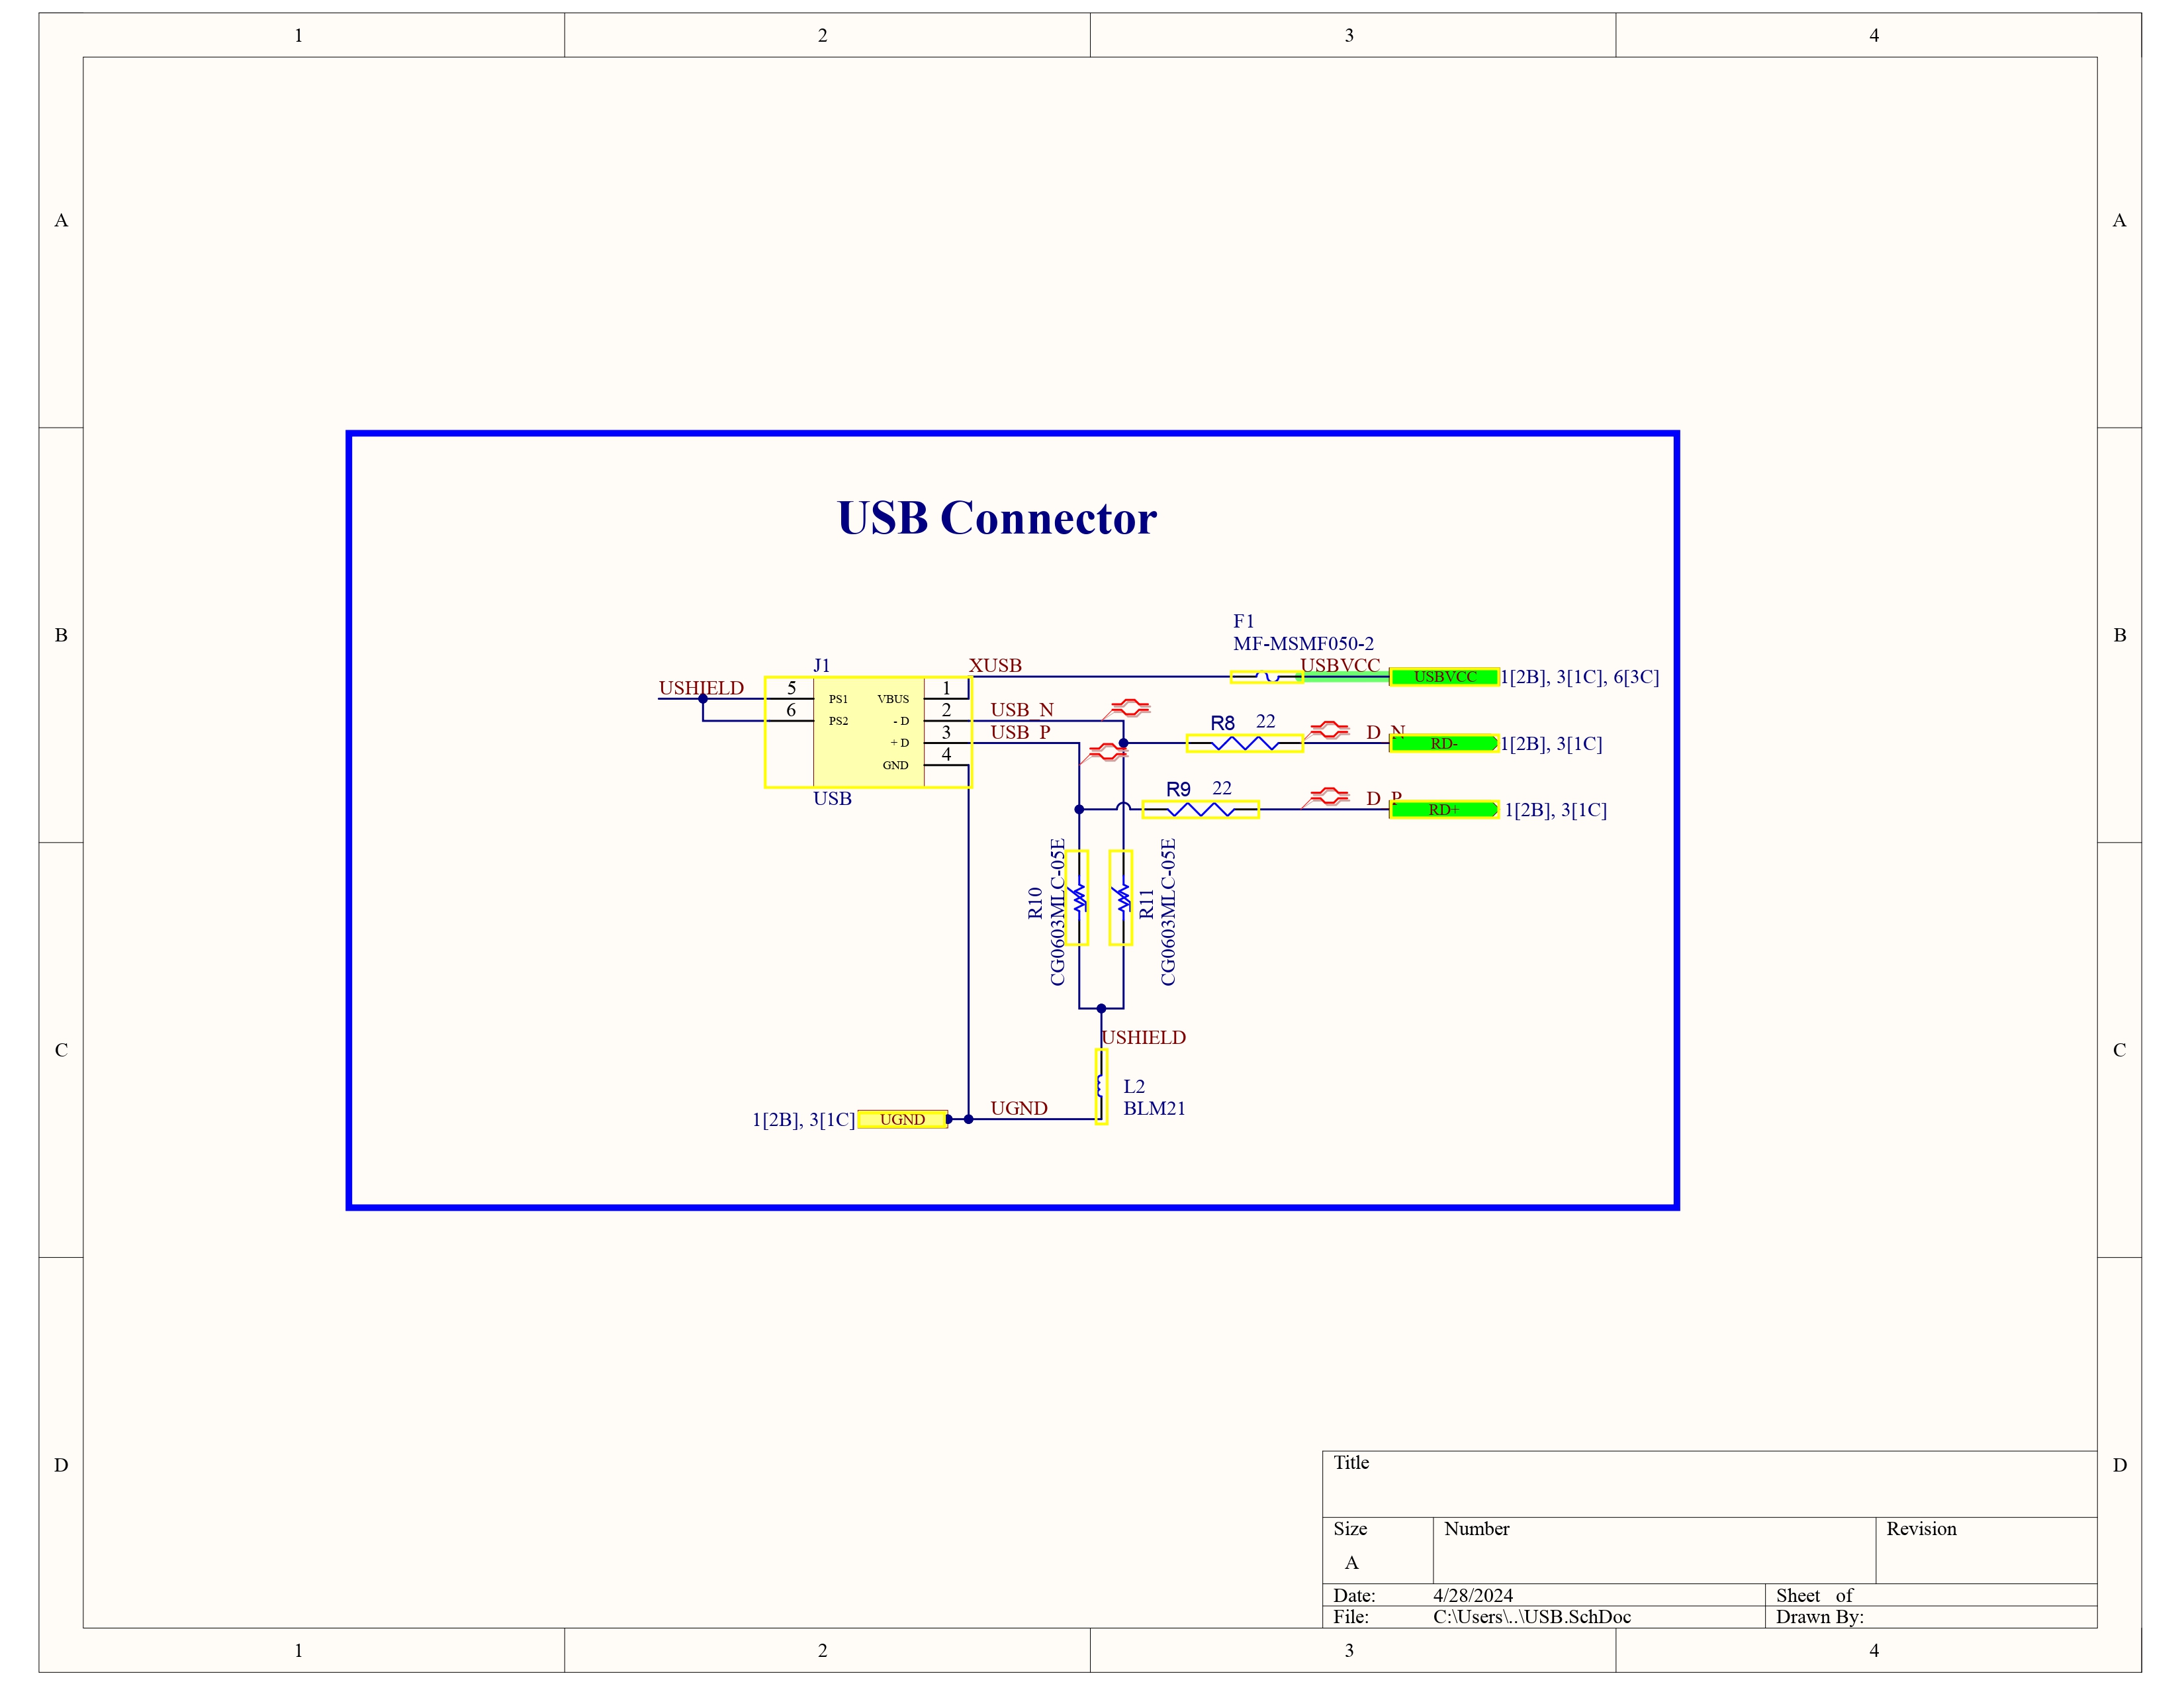 1 2 3 4
A A
USB Connector
B B
F1
MF-MSMF050-2
J1 XUSB USBVCC
USHIELD 5 PS1 VBUS 1 USBVCC 1[2B], 3[1C], 6[3C]
6 PS2 - D 2 USB_N
R8 22
+ D 3 USB_P D_N RD- 1[2B], 3[1C]
GND 4
USB R9 22 D_P RD+ 1[2B], 3[1C]
R10
CG0603MLC-05E
R11
CG0603MLC-05E
C C
USHIELD
L2
BLM21
1[2B], 3[1C] UGND UGND
D D
Title
Size Number Revision
A
Date: 4/28/2024 Sheet of
File: C:\Users\..\USB.SchDoc Drawn By:
1 2 3 4